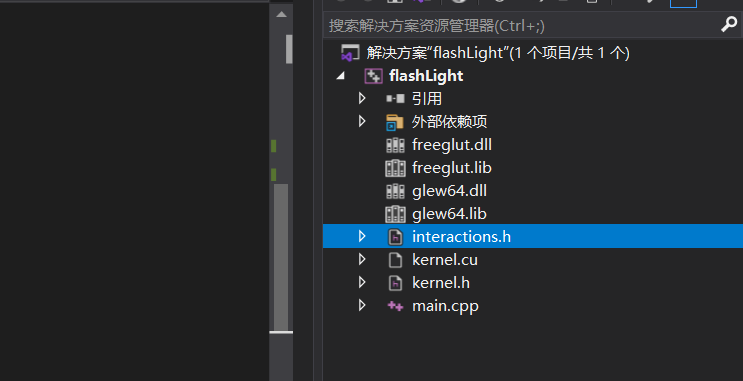 搜索解决方案资源管理器(Ctrl+;)
解决方案“flashLight”(1 个项目/共 1 个)
flashLight
引用
外部依赖项
freeglut.dll
freeglut.lib
glew64.dll
glew64.lib
interactions.h
kernel.cu
kernel.h
main.cpp